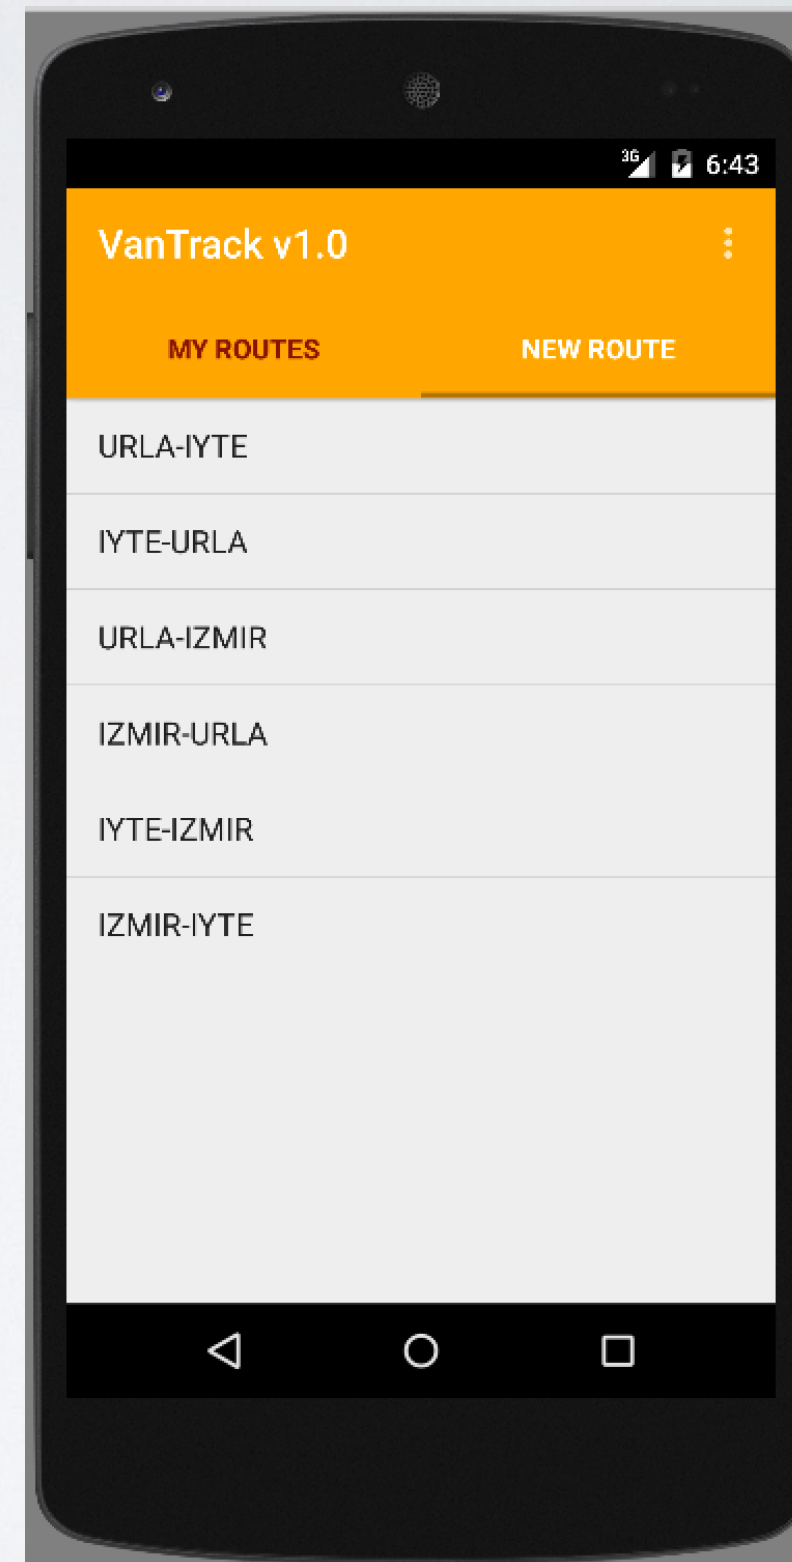 3G 6:43
VanTrack v1.0
MY ROUTES NEW ROUTE
URLA-IYTE
IYTE-URLA
URLA-IZMIR
IZMIR-URLA
IYTE-IZMIR
IZMIR-IYTE